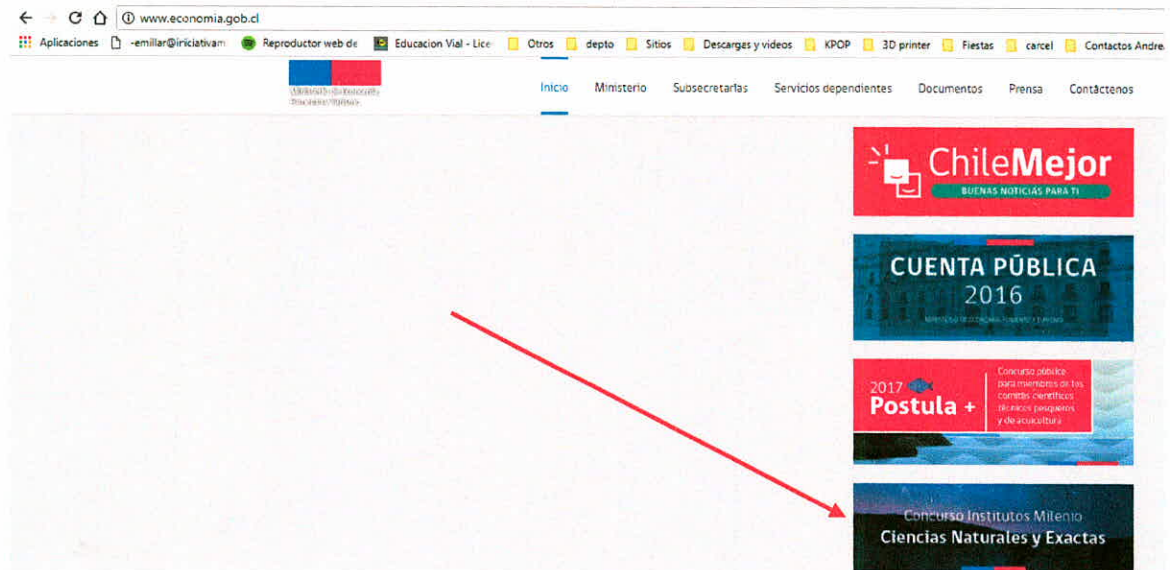 www.economia.gob.cl
Aplicaciones -emillar@iniciativam Reproductor web de Educacion Vial - Lice Otros depto Sitios Descargas y videos KPOP 3D printer Fiestas carcel Contactos Andre
Inicio Ministerio Subsecretarías Servicios dependientes Documentos Prensa Contáctenos
ChileMejor
BUENAS NOTICIAS PARA TI
CUENTA PÚBLICA
2016
2017
Postula +
Concurso público
para miembros de los
comités científicos
técnicos pesqueros
y de acuicultura
Concurso Institutos Milenio
Ciencias Naturales y Exactas